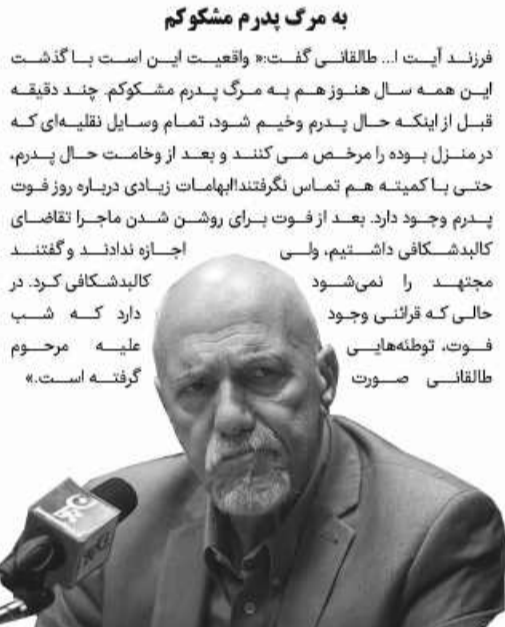 به مرگ پدرم مشکوکم
فرزند آیت ا... طالقانی گفت:« واقعیت این است با گذشت
این همه سال هنوز هم به مرگ پدرم مشکوکم. چند دقیقه
قبل از اینکه حال پدرم وخیم شود، تمام وسایل نقلیه‌ای که
در منزل بوده را مرخص می کنند و بعد از وخامت حال پدرم،
حتی با کمیته هم تماس نگرفتند!ابهامات زیادی درباره روز فوت
پدرم وجود دارد. بعد از فوت برای روشن شدن ماجرا تقاضای
کالبدشکافی داشتیم، ولی اجازه ندادند و گفتند
مجتهد را نمی‌شود کالبدشکافی کرد. در
حالی که قرائنی وجود دارد که شب
فوت، توطئه‌هایی علیه مرحوم
طالقانی صورت گرفته است.»